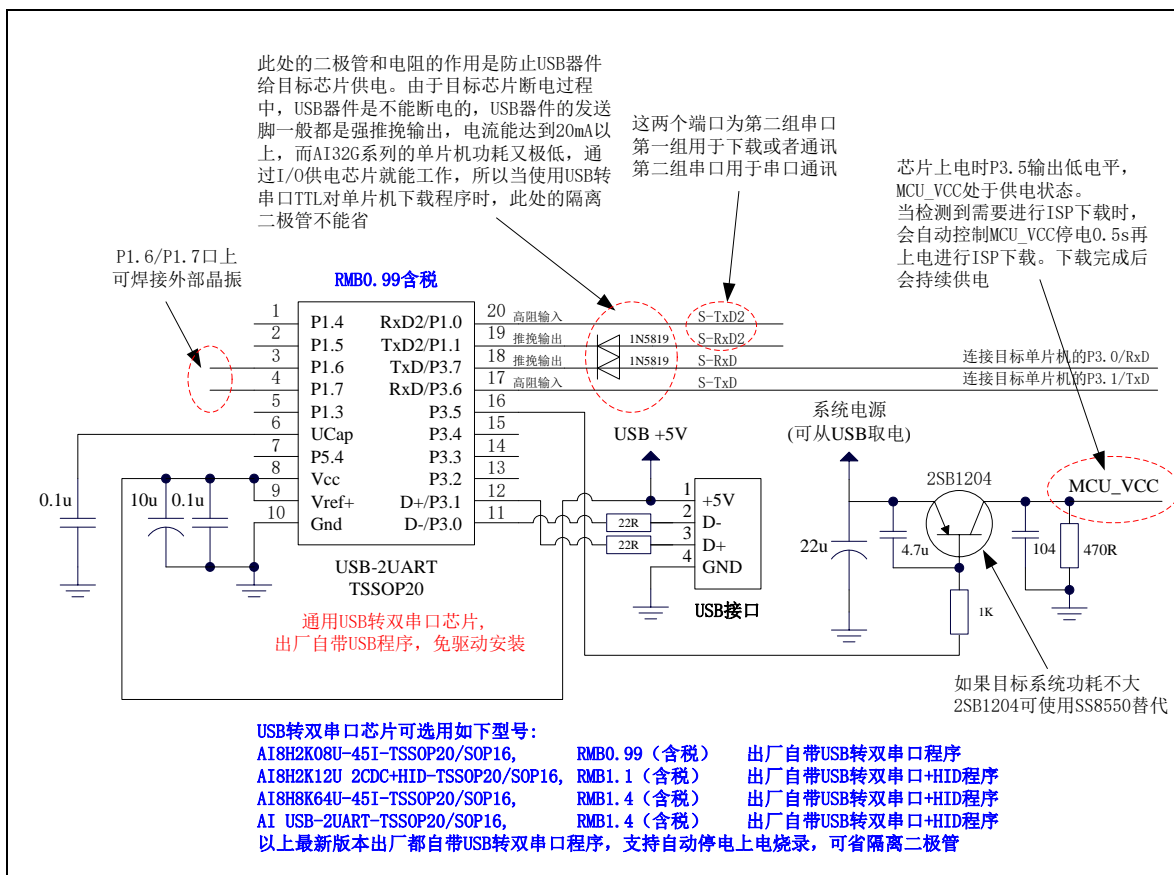 此处的二极管和电阻的作用是防止USB器件
给目标芯片供电。由于目标芯片断电过程
中，USB器件是不能断电的，USB器件的发送
脚一般都是强推挽输出，电流能达到20mA以
上，而AI32G系列的单片机功耗又极低，通
过I/O供电芯片就能工作，所以当使用USB转
串口TTL对单片机下载程序时，此处的隔离
二极管不能省
这两个端口为第二组串口
第一组用于下载或者通讯
第二组串口用于串口通讯
芯片上电时P3.5输出低电平，
MCU_VCC处于供电状态。
当检测到需要进行ISP下载时，
会自动控制MCU_VCC停电0.5s再
上电进行ISP下载。下载完成后
会持续供电
P1.6/P1.7口上
可焊接外部晶振
RMB0.99含税
1 P1.4
2 P1.5
3 P1.6
4 P1.7
5 P1.3
6 UCap
7 P5.4
8 Vcc
9 Vref+
10 Gnd
RxD2/P1.0 20 高阻输入 S-TxD2
TxD2/P1.1 19 推挽输出 1N5819 S-RxD2
TxD/P3.7 18 推挽输出 1N5819 S-RxD 连接目标单片机的P3.0/RxD
RxD/P3.6 17 高阻输入 S-TxD 连接目标单片机的P3.1/TxD
P3.5 16
P3.4 15
P3.3 14
P3.2 13
D+/P3.1 12
D-/P3.0 11
USB-2UART
TSSOP20
通用USB转双串口芯片，
出厂自带USB程序，免驱动安装
0.1u
10u
0.1u
USB +5V
22R
22R
1 +5V
2 D-
3 D+
4 GND
USB接口
系统电源
(可从USB取电)
2SB1204
MCU_VCC
22u
4.7u
104
470R
1K
如果目标系统功耗不大
2SB1204可使用SS8550替代
USB转双串口芯片可选用如下型号：
AI8H2K08U-45I-TSSOP20/SOP16, RMB0.99（含税） 出厂自带USB转双串口程序
AI8H2K12U 2CDC+HID-TSSOP20/SOP16, RMB1.1（含税） 出厂自带USB转双串口+HID程序
AI8H8K64U-45I-TSSOP20/SOP16, RMB1.4（含税） 出厂自带USB转双串口+HID程序
AI USB-2UART-TSSOP20/SOP16, RMB1.4（含税） 出厂自带USB转双串口+HID程序
以上最新版本出厂都自带USB转双串口程序，支持自动停电上电烧录，可省隔离二极管